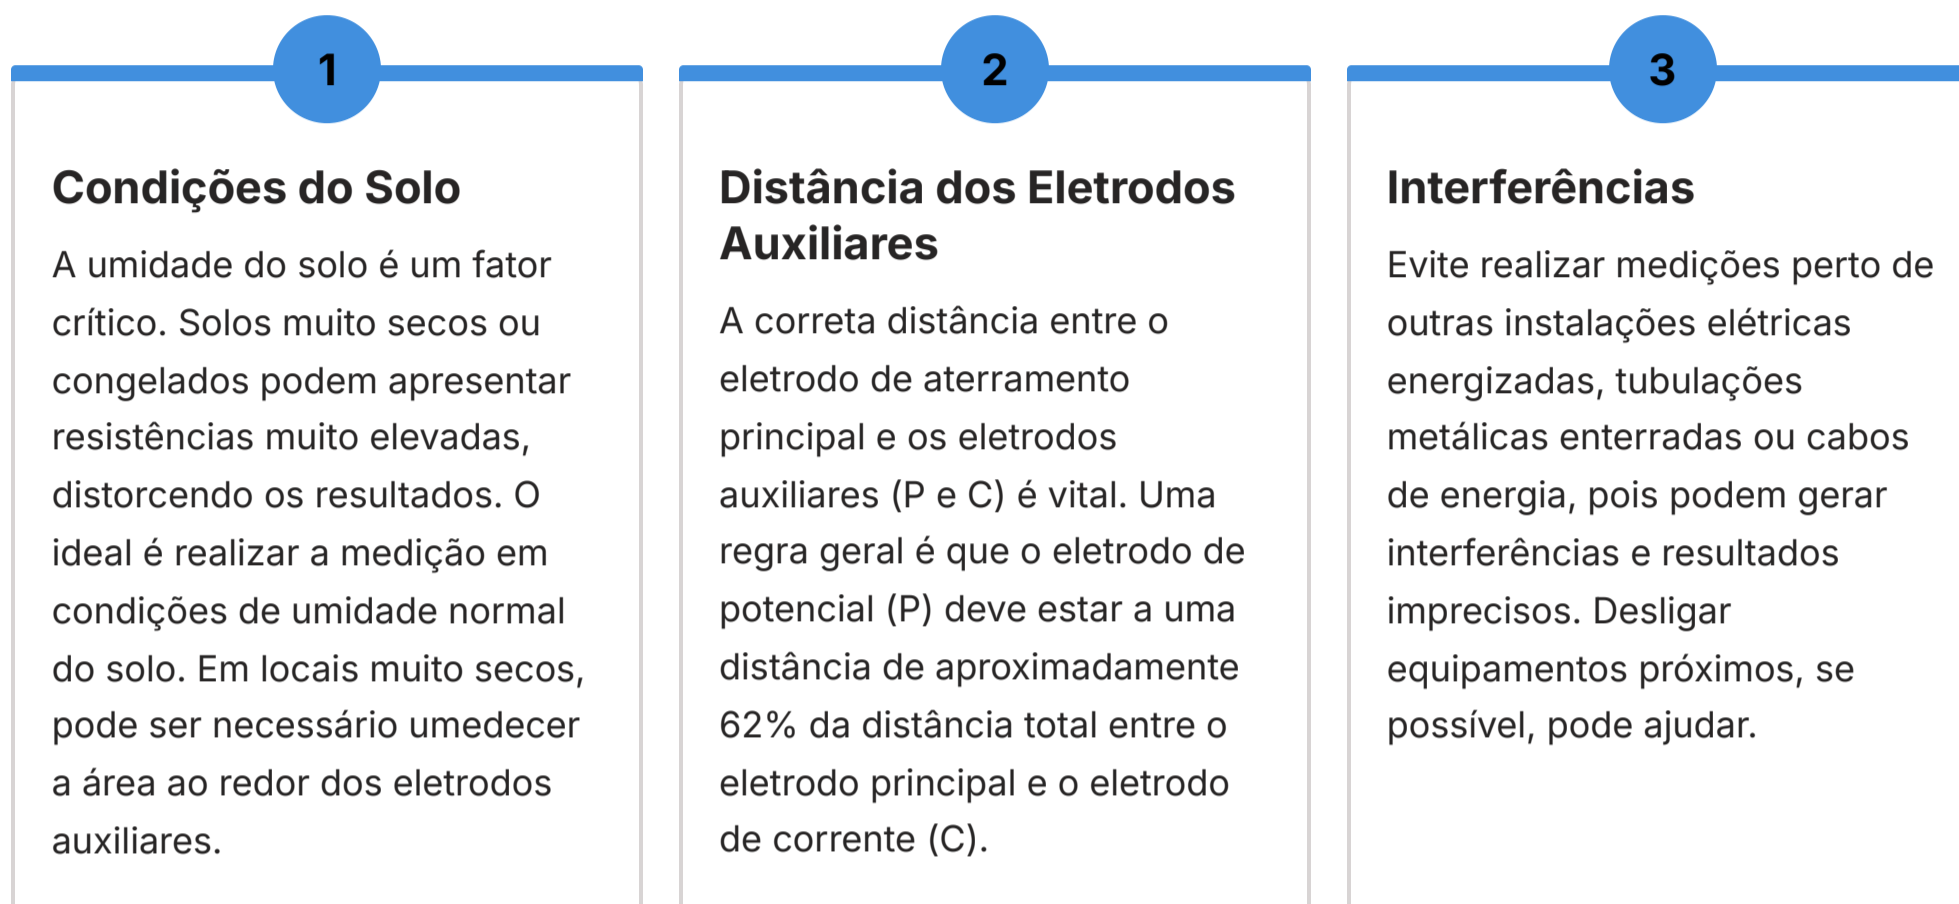 1
Condições do Solo
A umidade do solo é um fator
crítico. Solos muito secos ou
congelados podem apresentar
resistências muito elevadas,
distorcendo os resultados. O
ideal é realizar a medição em
condições de umidade normal
do solo. Em locais muito secos,
pode ser necessário umedecer
a área ao redor dos eletrodos
auxiliares.
2
Distância dos Eletrodos
Auxiliares
A correta distância entre o
eletrodo de aterramento
principal e os eletrodos
auxiliares (P e C) é vital. Uma
regra geral é que o eletrodo de
potencial (P) deve estar a uma
distância de aproximadamente
62% da distância total entre o
eletrodo principal e o eletrodo
de corrente (C).
3
Interferências
Evite realizar medições perto de
outras instalações elétricas
energizadas, tubulações
metálicas enterradas ou cabos
de energia, pois podem gerar
interferências e resultados
imprecisos. Desligar
equipamentos próximos, se
possível, pode ajudar.